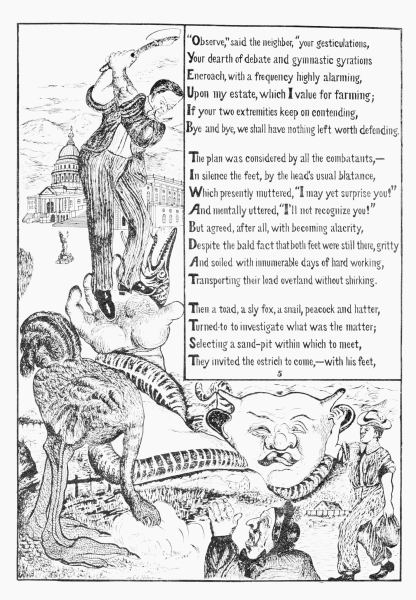 "Observe," said the neighbor, "your gesticulations,
Your dearth of debate and gymnastic gyrations
Encroach, with a frequency highly alarming,
Upon my estate, which I value for farming;
If your two extremities keep on contending,
Bye and bye, we shall have nothing left worth defending.
The plan was considered by all the combatants,—
In silence the feet, by the head's usual blatance,
Which presently muttered, "I may yet surprise you!"
And mentally uttered, "I'll not recognize you!"
But agreed, after all, with becoming alacrity,
Despite the bald fact that both feet were still there, gritty
And soiled with innumerable days of hard working,
Transporting their load overland without shirking.
Then a toad, a sly fox, a snail, peacock and hatter,
Turned-to to investigate what was the matter;
Selecting a sand-pit within which to meet,
They invited the ostrich to come,—with his feet,
5